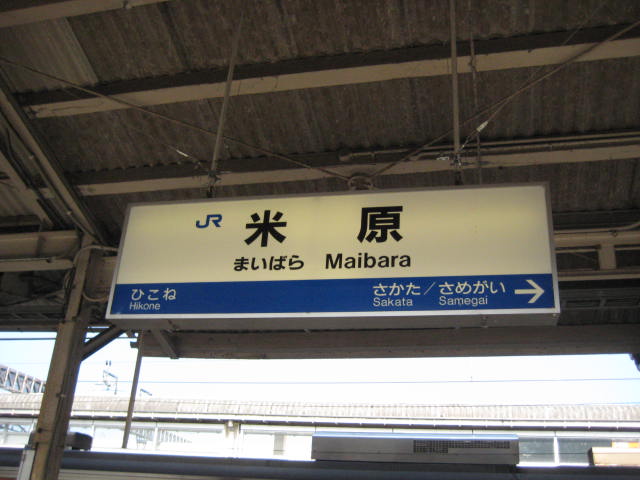 JR 米原
まいばら Maibara
ひこね さかた/さめがい →
Hikone Sakata Samegai